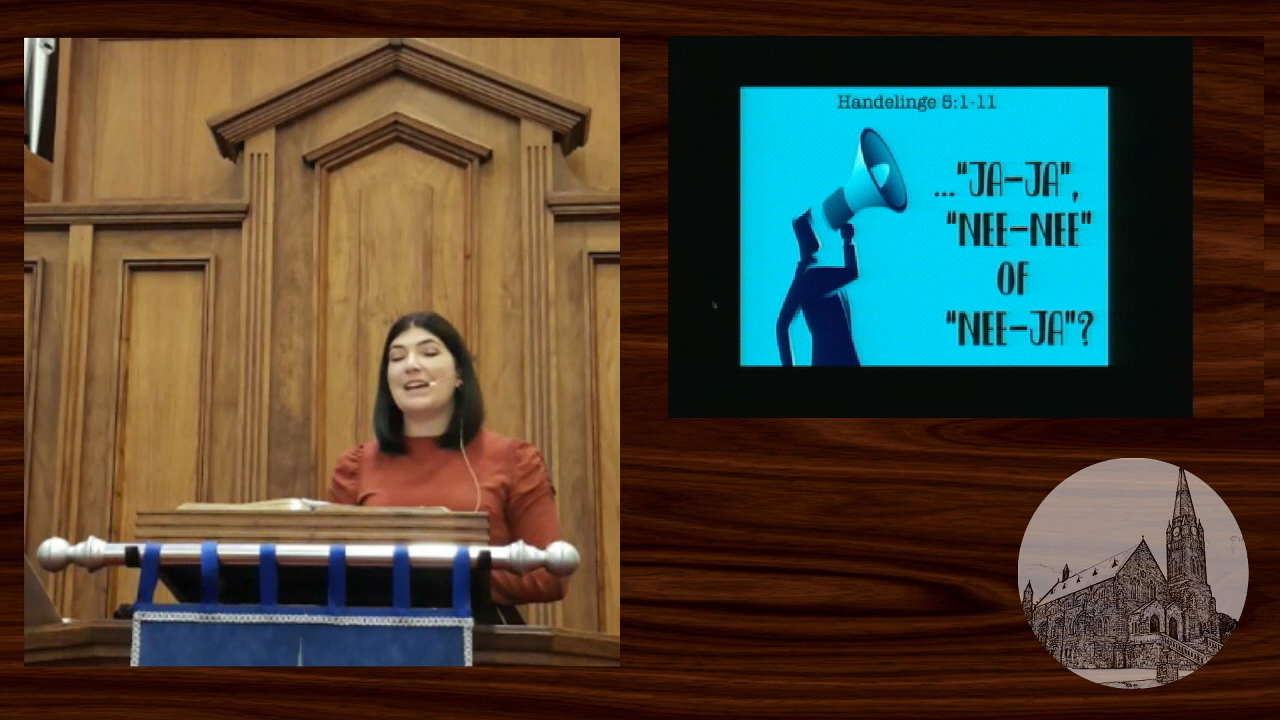 Handelinge 5:1-11
..."JA-JA",
"NEE-NEE"
OF
"NEE-JA"?